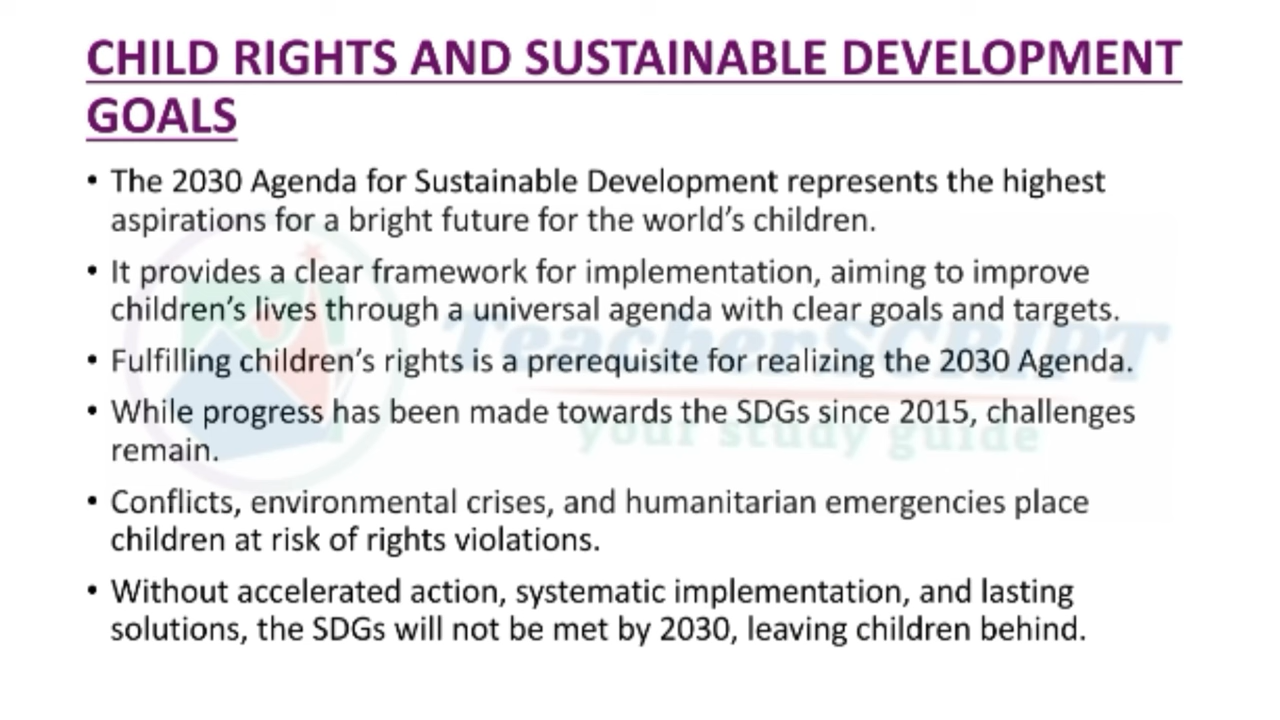 CHILD RIGHTS AND SUSTAINABLE DEVELOPMENT
GOALS
• The 2030 Agenda for Sustainable Development represents the highest
aspirations for a bright future for the world's children.
• It provides a clear framework for implementation, aiming to improve
children's lives through a universal agenda with clear goals and targets.
• Fulfilling children's rights is a prerequisite for realizing the 2030 Agenda.
• While progress has been made towards the SDGs since 2015, challenges
remain.
• Conflicts, environmental crises, and humanitarian emergencies place
children at risk of rights violations.
• Without accelerated action, systematic implementation, and lasting
solutions, the SDGs will not be met by 2030, leaving children behind.
TeacherSCRIPT
your study guide